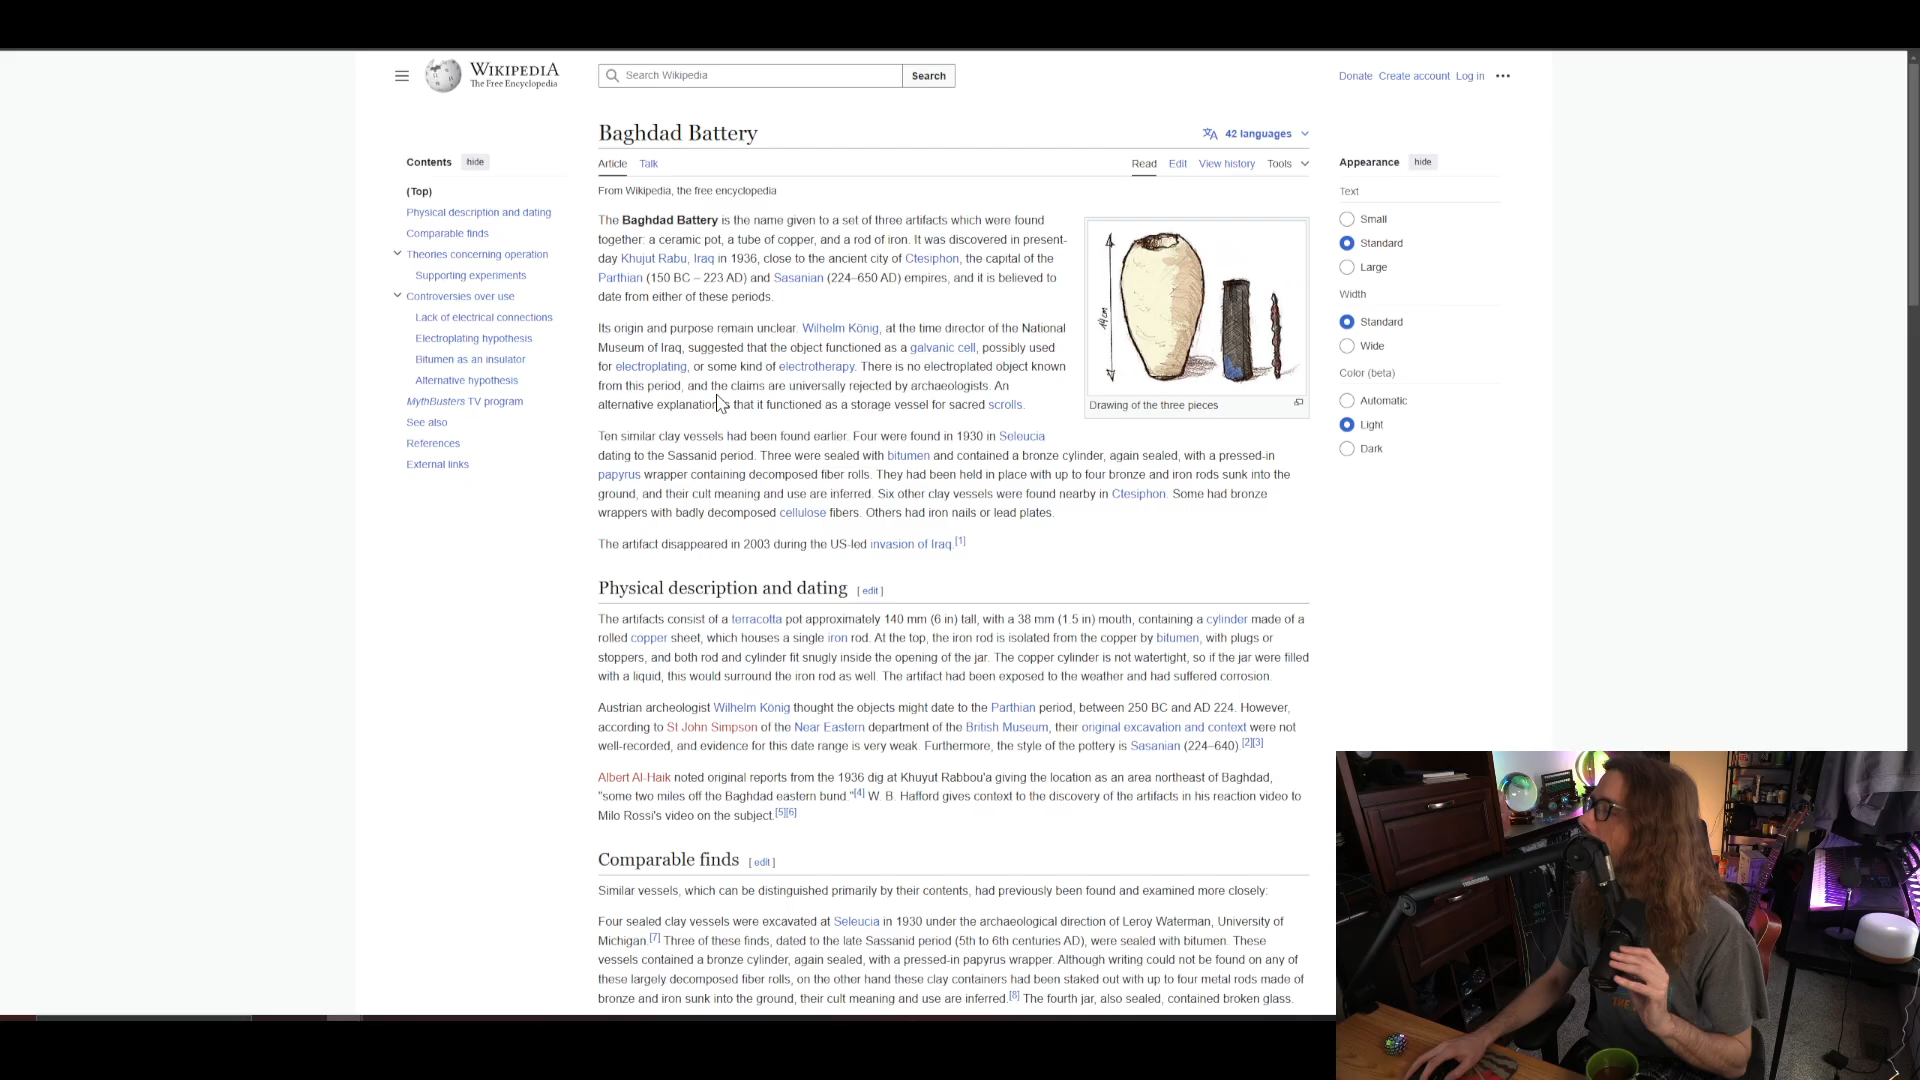 WIKIPEDIA
The Free Encyclopedia
Search Wikipedia
Search
Donate Create account Log in
Baghdad Battery
42 languages
Article Talk
Read Edit View history Tools
From Wikipedia, the free encyclopedia
Contents hide
(Top)
Physical description and dating
Comparable finds
Theories concerning operation
Supporting experiments
Controversies over use
Lack of electrical connections
Electroplating hypothesis
Bitumen as an insulator
Alternative hypothesis
MythBusters TV program
See also
References
External links
The Baghdad Battery is the name given to a set of three artifacts which were found
together: a ceramic pot, a tube of copper, and a rod of iron. It was discovered in present-
day Khujut Rabu, Iraq in 1936, close to the ancient city of Ctesiphon, the capital of the
Parthian (150 BC – 223 AD) and Sasanian (224–650 AD) empires, and it is believed to
date from either of these periods.
Its origin and purpose remain unclear. Wilhelm König, at the time director of the National
Museum of Iraq, suggested that the object functioned as a galvanic cell, possibly used
for electroplating, or some kind of electrotherapy. There is no electroplated object known
from this period, and the claims are universally rejected by archaeologists. An
alternative explanation is that it functioned as a storage vessel for sacred scrolls.
14 cm
Drawing of the three pieces
Ten similar clay vessels had been found earlier. Four were found in 1930 in Seleucia
dating to the Sassanid period. Three were sealed with bitumen and contained a bronze cylinder, again sealed, with a pressed-in
papyrus wrapper containing decomposed fiber rolls. They had been held in place with up to four bronze and iron rods sunk into the
ground, and their cult meaning and use are inferred. Six other clay vessels were found nearby in Ctesiphon. Some had bronze
wrappers with badly decomposed cellulose fibers. Others had iron nails or lead plates.
The artifact disappeared in 2003 during the US-led invasion of Iraq.[1]
Physical description and dating [ edit ]
The artifacts consist of a terracotta pot approximately 140 mm (6 in) tall, with a 38 mm (1.5 in) mouth, containing a cylinder made of a
rolled copper sheet, which houses a single iron rod. At the top, the iron rod is isolated from the copper by bitumen, with plugs or
stoppers, and both rod and cylinder fit snugly inside the opening of the jar. The copper cylinder is not watertight, so if the jar were filled
with a liquid, this would surround the iron rod as well. The artifact had been exposed to the weather and had suffered corrosion.
Austrian archeologist Wilhelm König thought the objects might date to the Parthian period, between 250 BC and AD 224. However,
according to St John Simpson of the Near Eastern department of the British Museum, their original excavation and context were not
well-recorded, and evidence for this date range is very weak. Furthermore, the style of the pottery is Sasanian (224–640).[2][3]
Albert Al-Haik noted original reports from the 1936 dig at Khuyut Rabbou'a giving the location as an area northeast of Baghdad,
"some two miles off the Baghdad eastern bund."[4] W. B. Hafford gives context to the discovery of the artifacts in his reaction video to
Milo Rossi's video on the subject.[5][6]
Comparable finds [ edit ]
Similar vessels, which can be distinguished primarily by their contents, had previously been found and examined more closely:
Four sealed clay vessels were excavated at Seleucia in 1930 under the archaeological direction of Leroy Waterman, University of
Michigan.[7] Three of these finds, dated to the late Sassanid period (5th to 6th centuries AD), were sealed with bitumen. These
vessels contained a bronze cylinder, again sealed, with a pressed-in papyrus wrapper. Although writing could not be found on any of
these largely decomposed fiber rolls, on the other hand these clay containers had been staked out with up to four metal rods made of
bronze and iron sunk into the ground, their cult meaning and use are inferred.[8] The fourth jar, also sealed, contained broken glass.
Appearance hide
Text
Small
Standard
Large
Width
Standard
Wide
Color (beta)
Automatic
Light
Dark